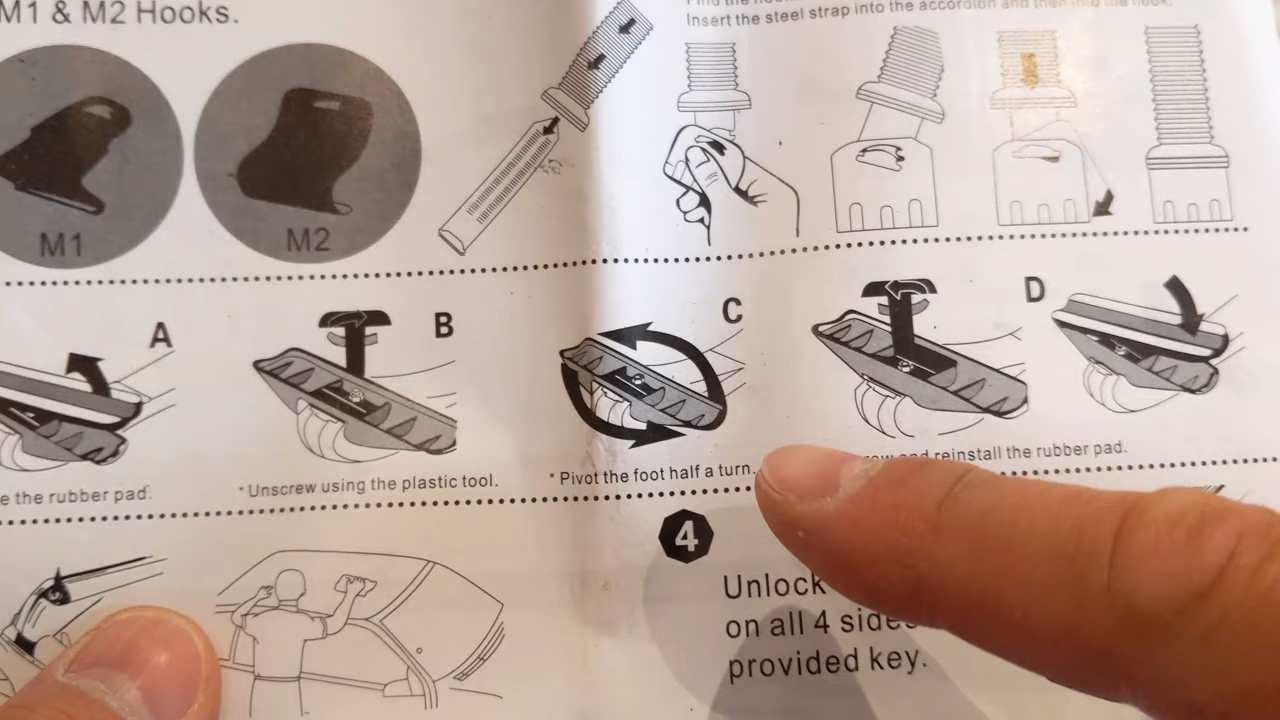 M1 & M2 Hooks.
Insert the steel strap into the accordion and then into the hook.
M1
M2
A
B
C
D
e the rubber pad.
* Unscrew using the plastic tool.
* Pivot the foot half a turn.
and reinstall the rubber pad.
4
Unlock
on all 4 sides
provided key.